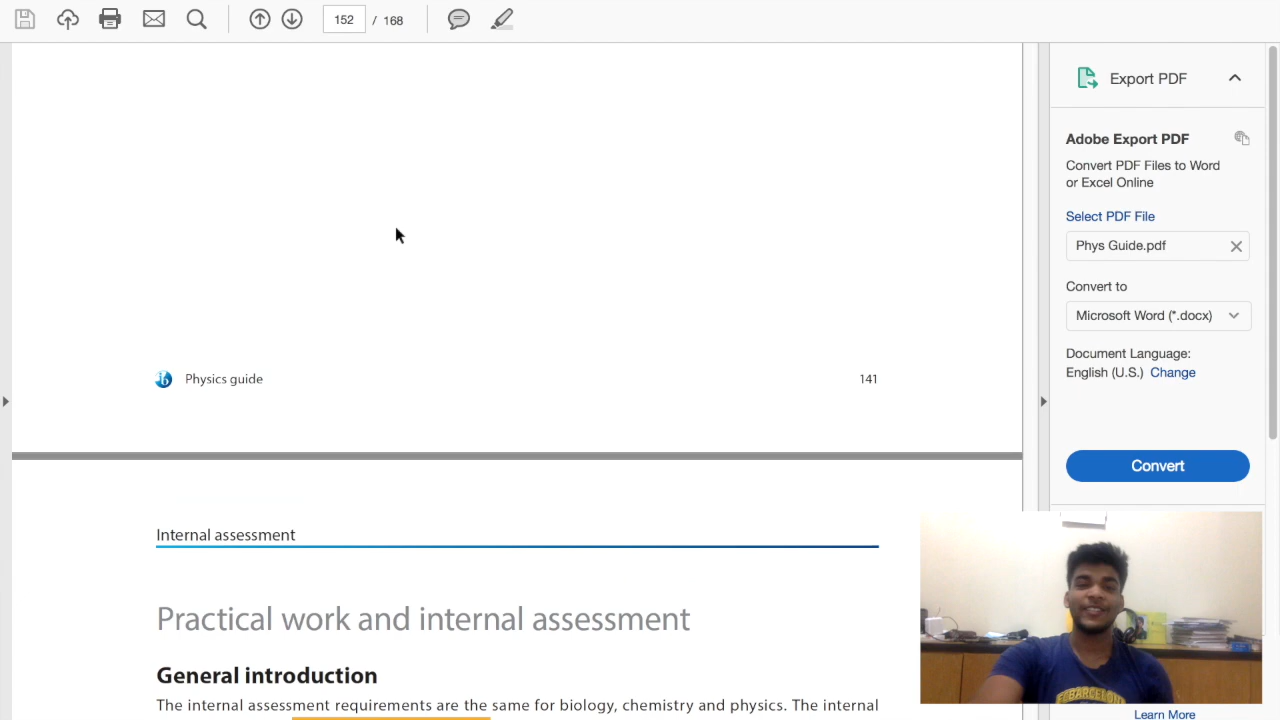 152 / 168
Export PDF
Adobe Export PDF
Convert PDF Files to Word
or Excel Online
Select PDF File
Phys Guide.pdf
Convert to
Microsoft Word (*.docx)
Document Language:
English (U.S.) Change
Convert
Learn More
ib Physics guide 141
Internal assessment
Practical work and internal assessment
General introduction
The internal assessment requirements are the same for biology, chemistry and physics. The internal
BARCELON